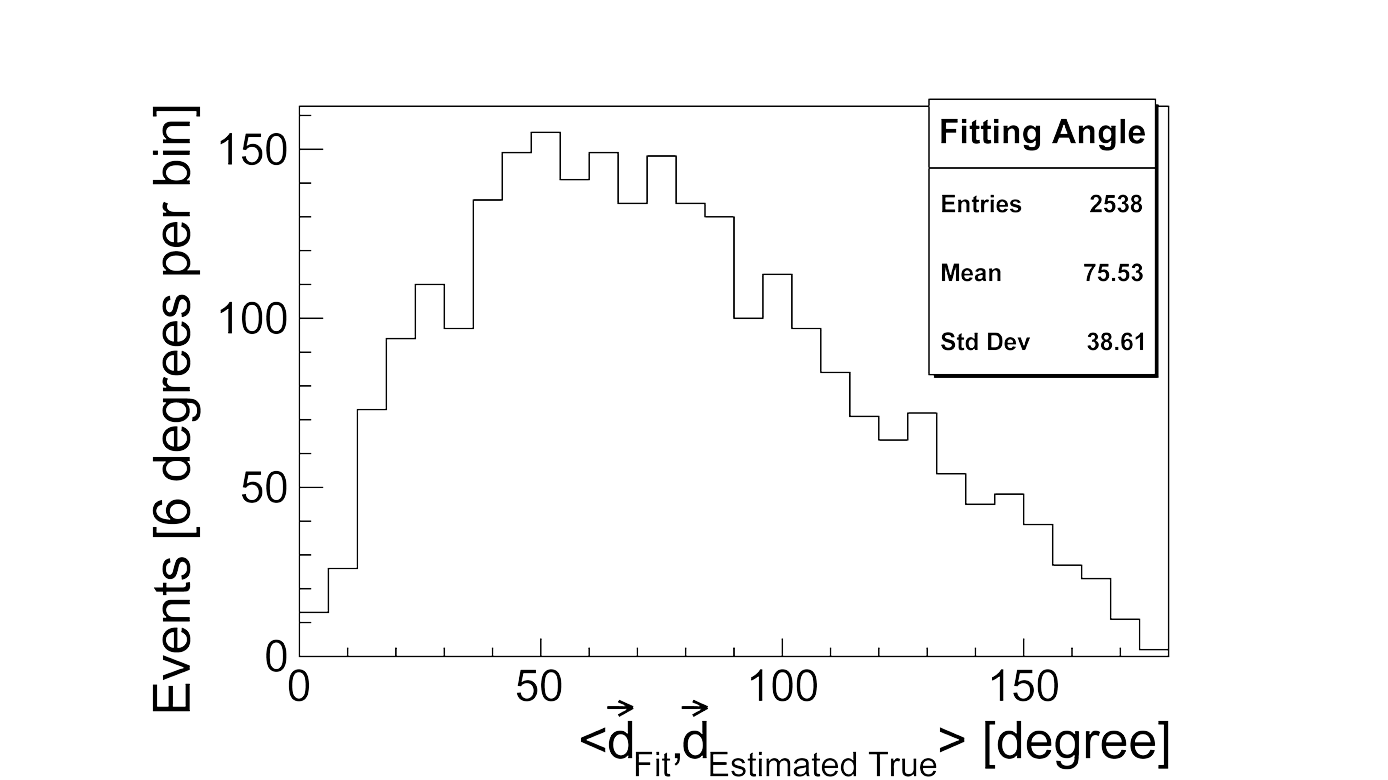 Events [6 degrees per bin]
150
100
50
0
0 50 100 150
<d⃗Fit,d⃗Estimated True> [degree]
Fitting Angle
Entries 2538
Mean 75.53
Std Dev 38.61